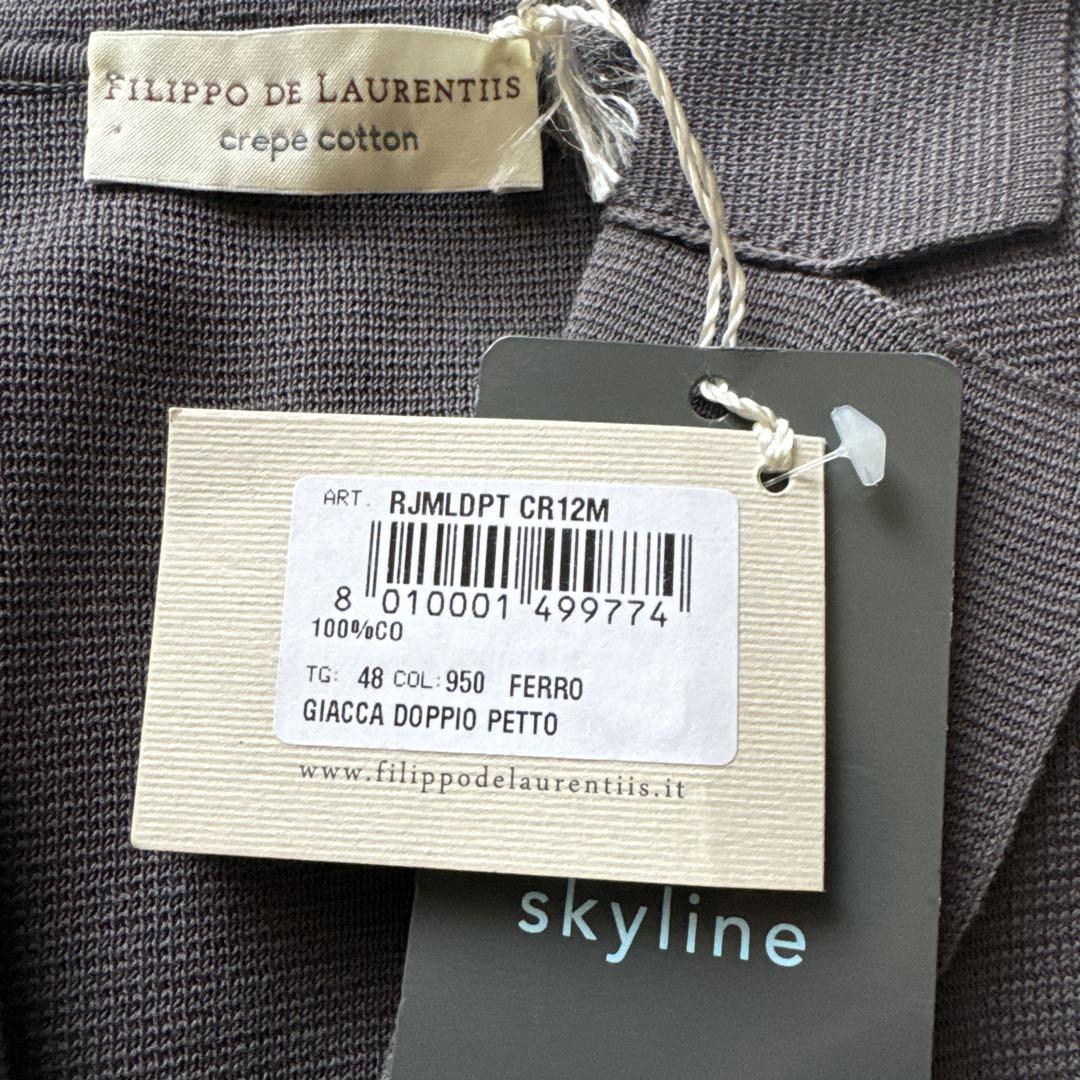 FILIPPO DE LAURENTIIS
crepe cotton
ART. RJMLDPT CR12M
8 010001 499774
100%CO
TG: 48 COL:950 FERRO
GIACCA DOPPIO PETTO
www.filippodelaurentiis.it
skyline